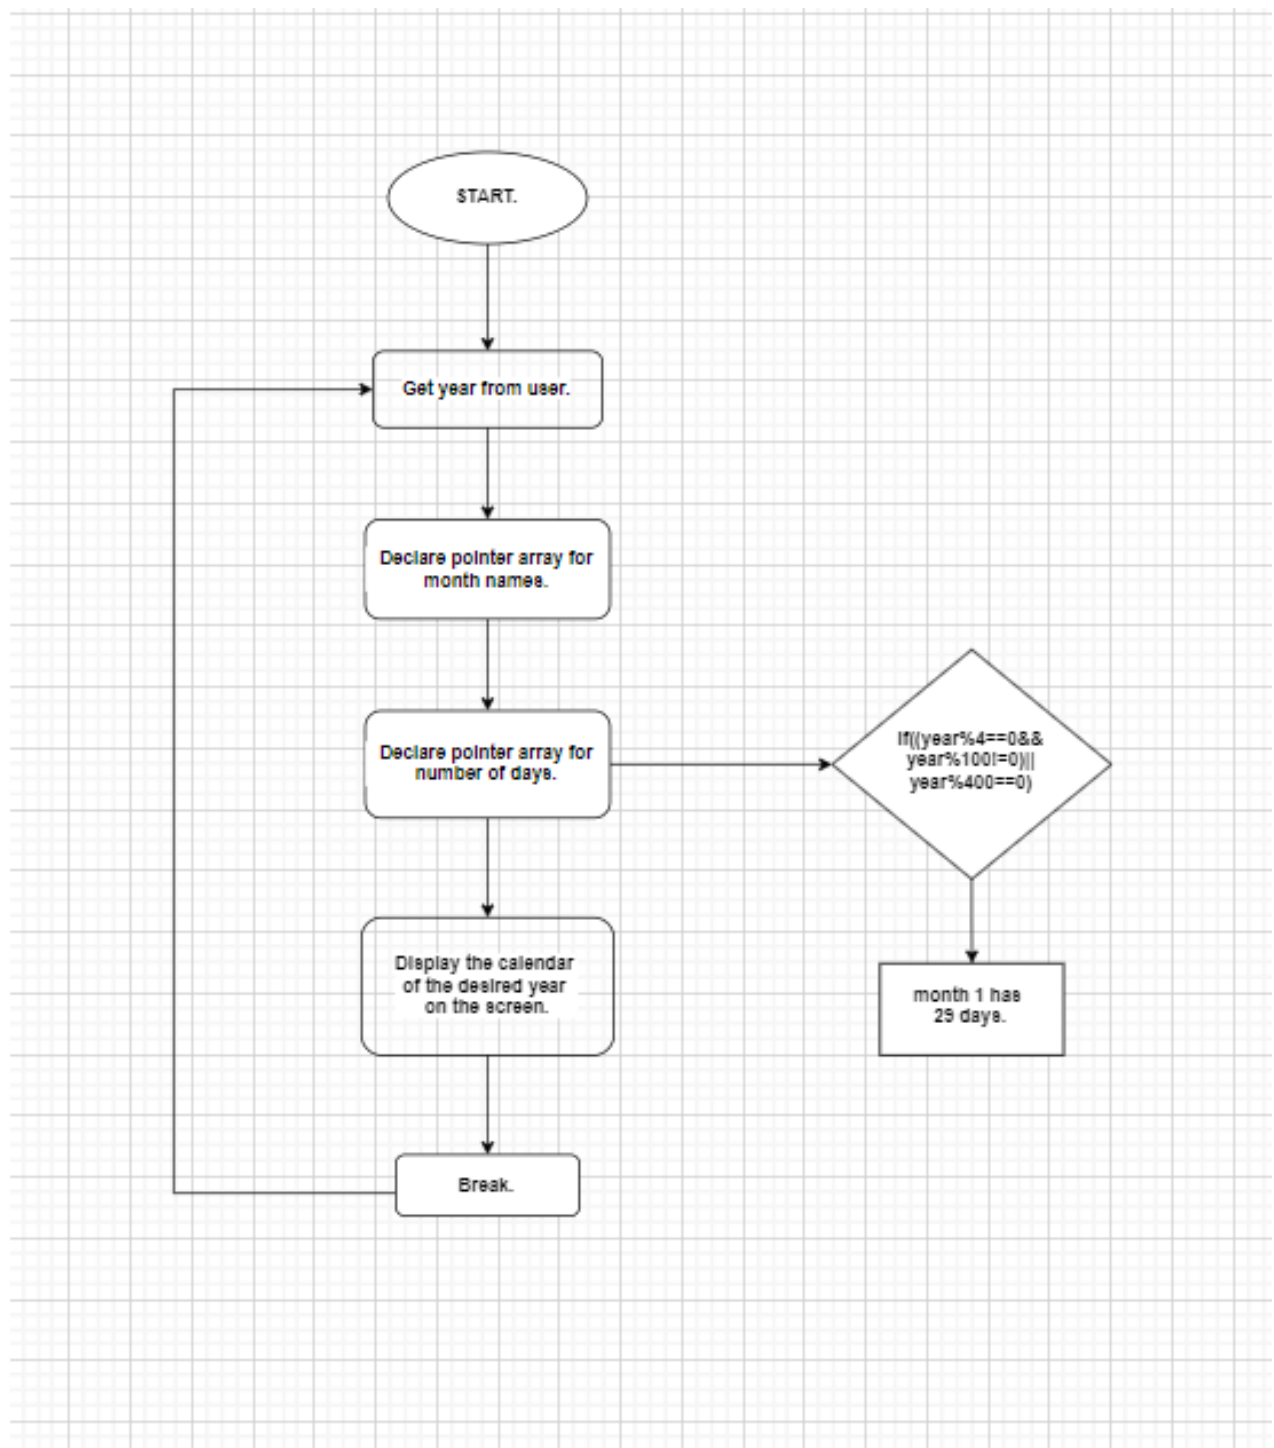 START.
Get year from user.
Declare pointer array for
month names.
Declare pointer array for
number of days.
If((year%4==0&&
year%100!=0)||
year%400==0)
Display the calendar
of the desired year
on the screen.
month 1 has
29 days.
Break.